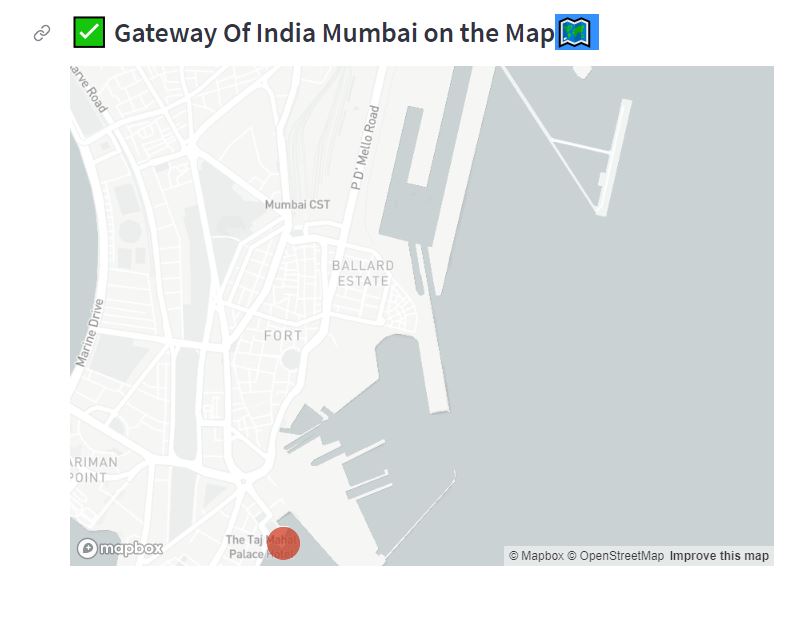 Gateway Of India Mumbai on the Map
arve Road
P D' Mello Road
Mumbai CST
BALLARD
ESTATE
Marine Drive
FORT
ARIMAN
POINT
The Taj Mahal
Palace Hotel
mapbox
© Mapbox © OpenStreetMap Improve this map